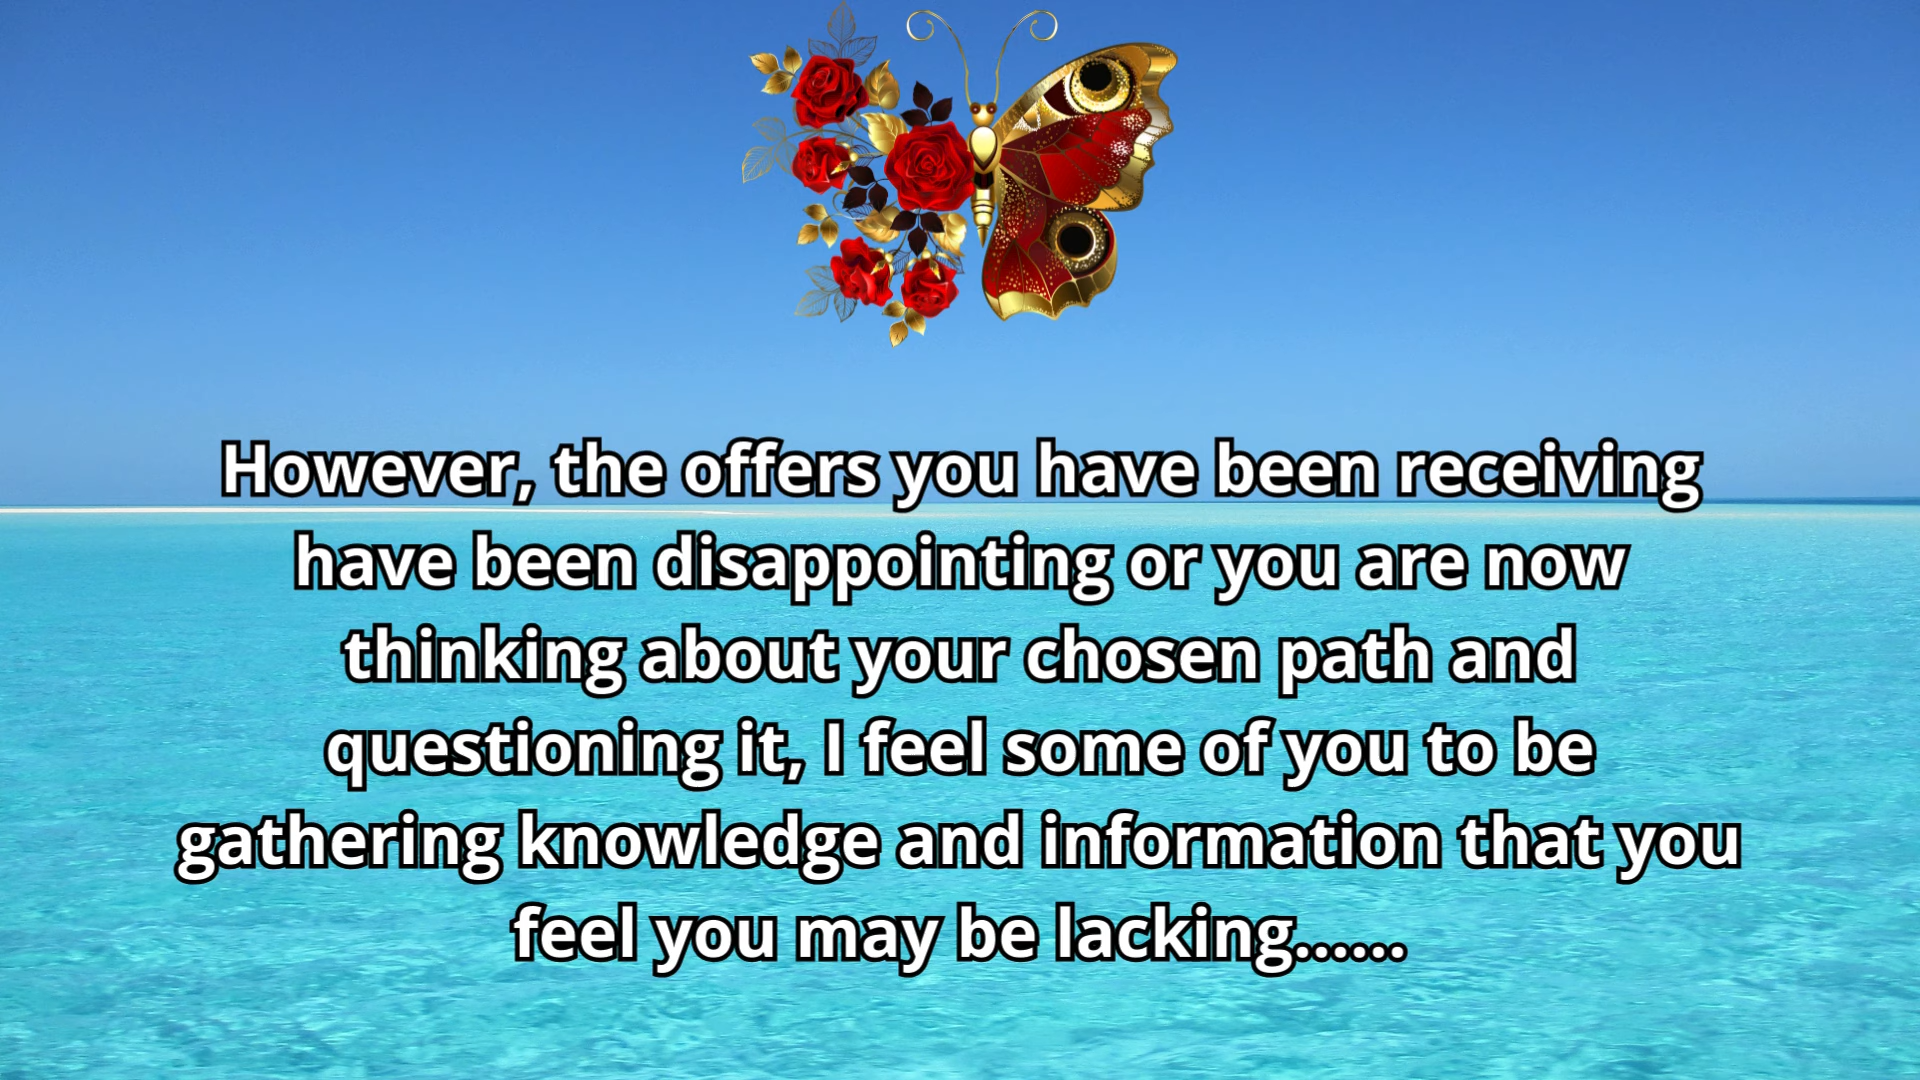 However, the offers you have been receiving
have been disappointing or you are now
thinking about your chosen path and
questioning it, I feel some of you to be
gathering knowledge and information that you
feel you may be lacking......